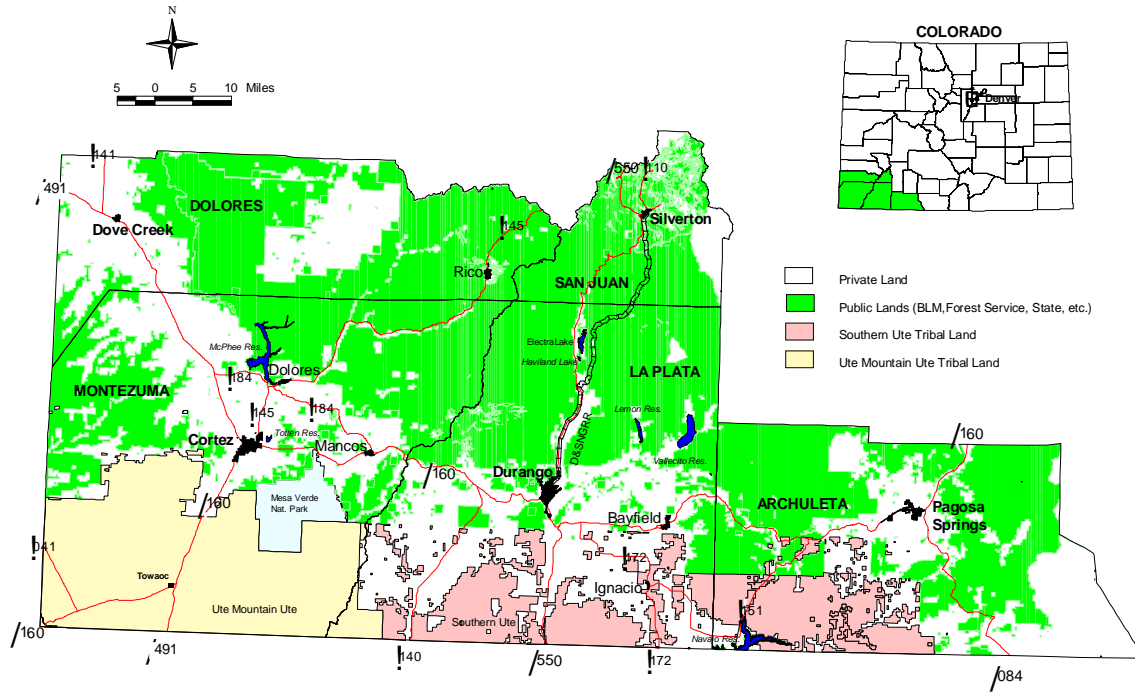 N
COLORADO
Denver
5 0 5 10 Miles
141
491
DOLORES
Dove Creek
145
Rico
550
110
Silverton
SAN JUAN
Private Land
Public Lands (BLM,Forest Service, State, etc.)
Southern Ute Tribal Land
Ute Mountain Ute Tribal Land
McPhee Res.
Dolores
184
MONTEZUMA
145
184
Totten Res.
Cortez
Mancos
ElectraLake
Haviland Lake
LA PLATA
Lemon Res.
Vallecito Res.
D&SNGRR
Durango
160
160
160
Mesa Verde
Nat. Park
ARCHULETA
Pagosa
Springs
Bayfield
041
172
Ignacio
Towaoc
Ute Mountain Ute
Southern Ute
151
Navajo Res.
160
491
140
550
172
084